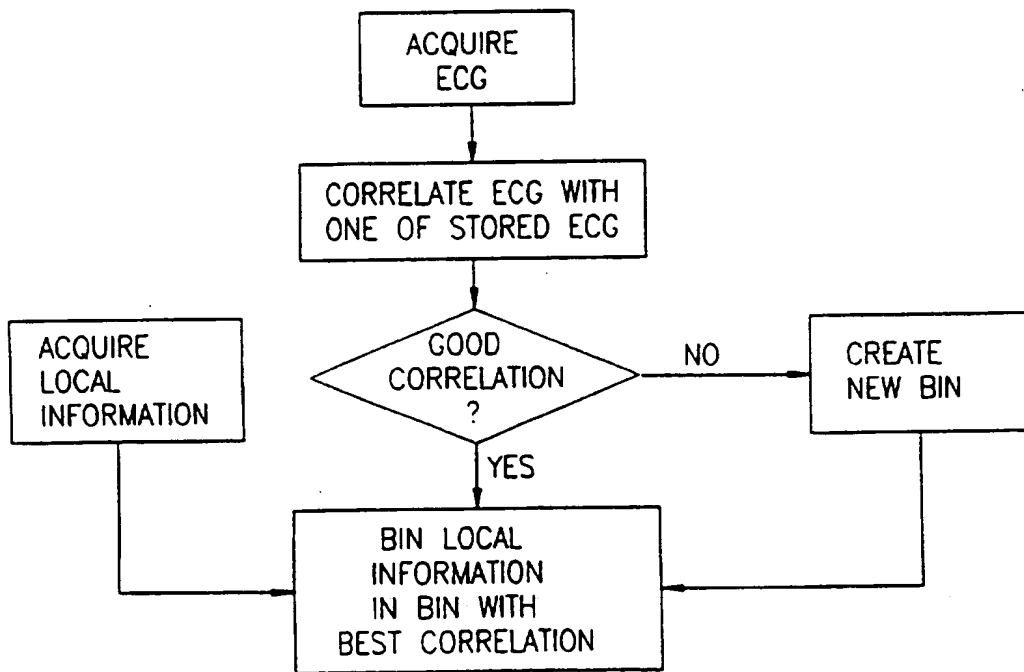 ACQUIRE
ECG
CORRELATE ECG WITH
ONE OF STORED ECG
ACQUIRE
LOCAL
INFORMATION
GOOD
CORRELATION
?
NO
CREATE
NEW BIN
YES
BIN LOCAL
INFORMATION
IN BIN WITH
BEST CORRELATION